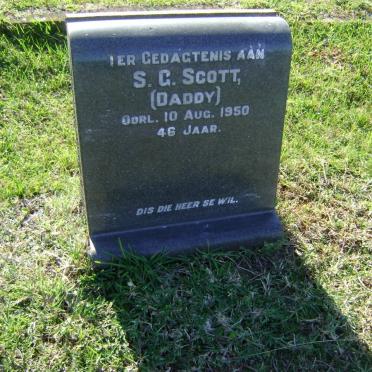 TER GEDAGTENIS AAN
S. G. SCOTT,
(DADDY)
OORL. 10 AUG. 1950
46 JAAR.
DIS DIE HEER SE WIL.